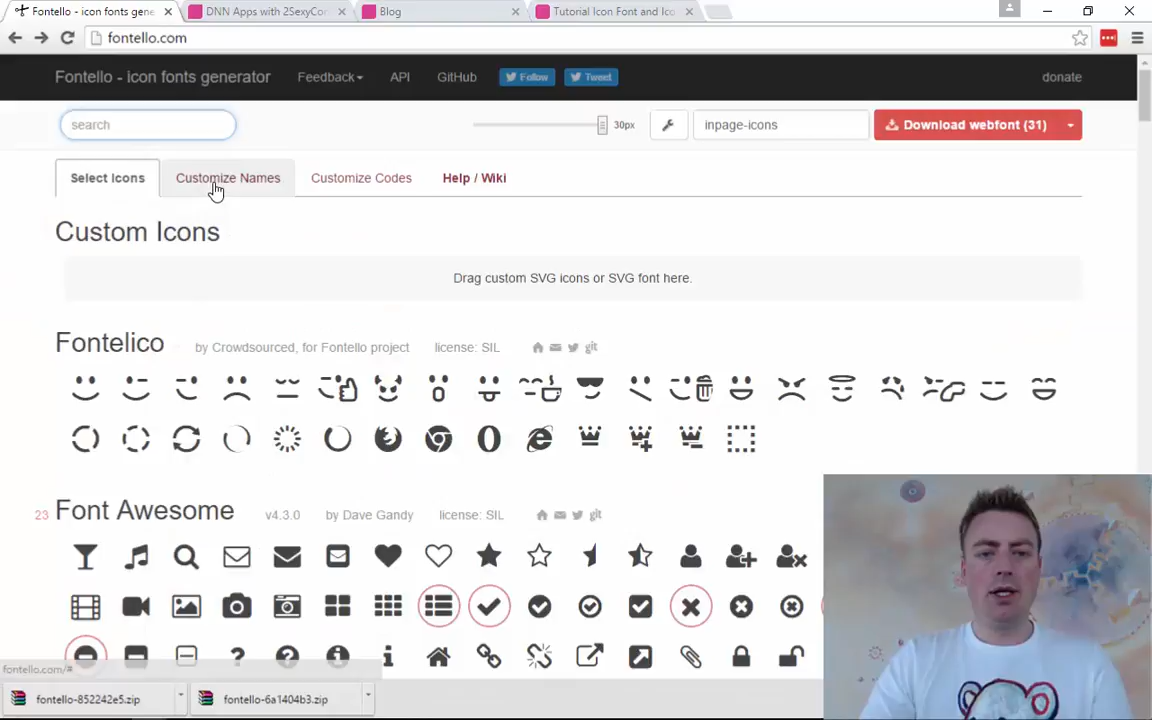 Fontello - icon fonts gene
DNN Apps with 2SexyCon
Blog
Tutorial Icon Font and Ico
fontello.com
Fontello - icon fonts generator
Feedback
API
GitHub
Follow
Tweet
donate
search
30px
inpage-icons
Download webfont (31)
Select Icons
Customize Names
Customize Codes
Help / Wiki
Custom Icons
Drag custom SVG icons or SVG font here.
Fontelico
by Crowdsourced, for Fontello project
license: SIL
git
23
Font Awesome
v4.3.0
by Dave Gandy
license: SIL
git
fontello.com/#
fontello-852242e5.zip
fontello-6a1404b3.zip